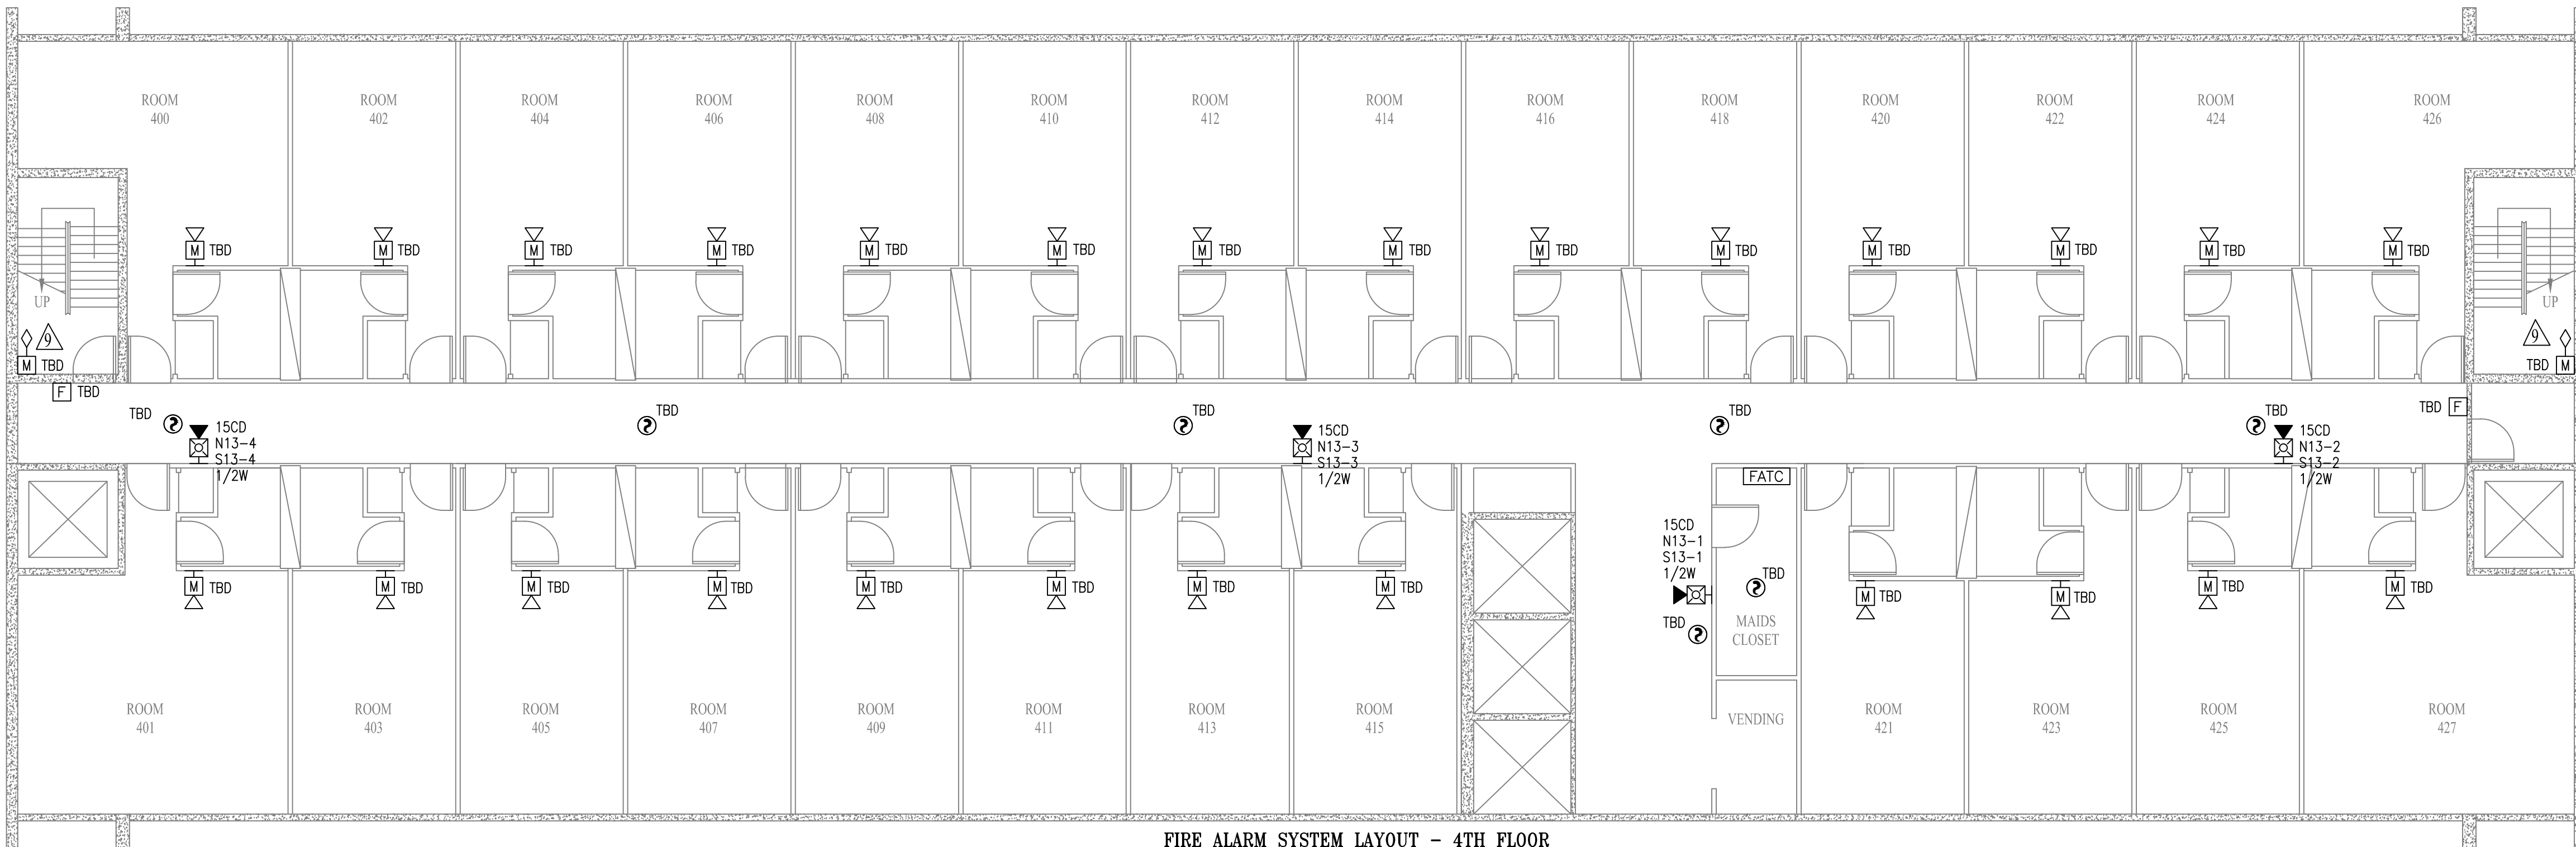 ROOM
400
ROOM
402
ROOM
404
ROOM
406
ROOM
408
ROOM
410
ROOM
412
ROOM
414
ROOM
416
ROOM
418
ROOM
420
ROOM
422
ROOM
424
ROOM
426
M TBD
M TBD
M TBD
M TBD
M TBD
M TBD
M TBD
M TBD
M TBD
M TBD
M TBD
M TBD
M TBD
M TBD
UP
UP
9
M TBD
9
TBD M
F TBD
TBD F
TBD
TBD
TBD
TBD
TBD
15CD
N13-4
S13-4
1/2W
15CD
N13-3
S13-3
1/2W
15CD
N13-2
S13-2
1/2W
FATC
15CD
N13-1
S13-1
1/2W
TBD
TBD
MAIDS
CLOSET
M TBD
M TBD
M TBD
M TBD
M TBD
M TBD
M TBD
M TBD
M TBD
M TBD
M TBD
M TBD
ROOM
401
ROOM
403
ROOM
405
ROOM
407
ROOM
409
ROOM
411
ROOM
413
ROOM
415
VENDING
ROOM
421
ROOM
423
ROOM
425
ROOM
427
FIRE ALARM SYSTEM LAYOUT - 4TH FLOOR